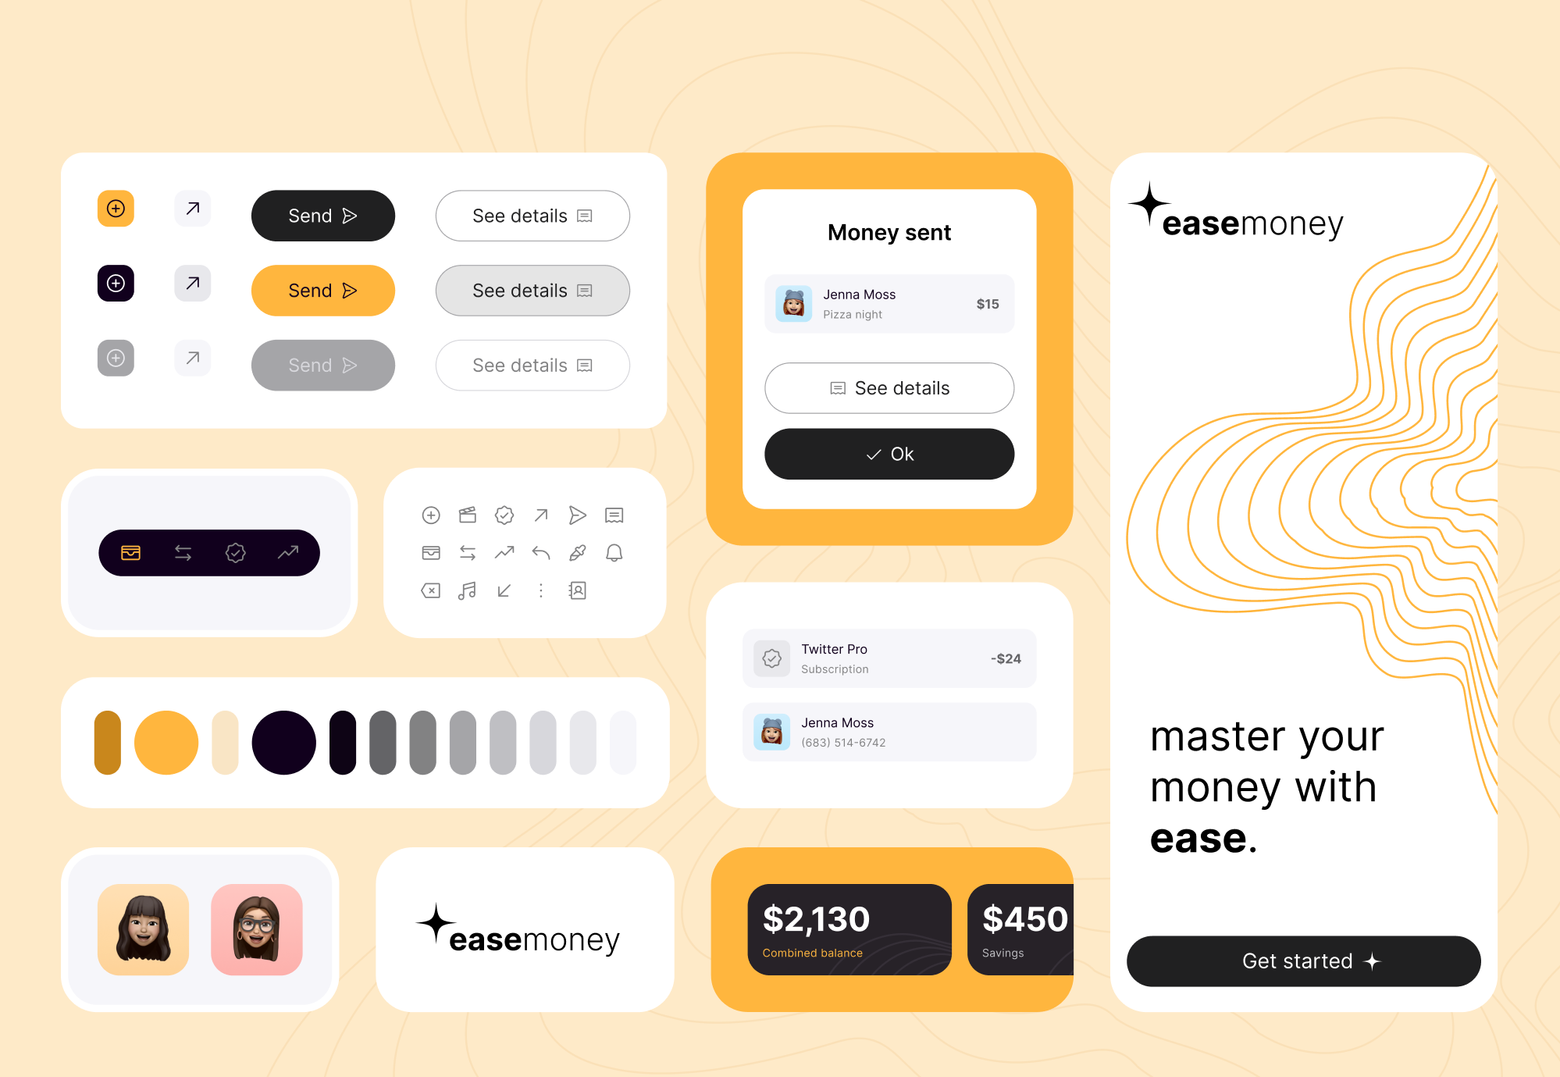 Send
See details
Send
See details
Send
See details
Money sent
Jenna Moss
Pizza night
$15
See details
Ok
Twitter Pro
Subscription
-$24
Jenna Moss
(683) 514-6742
easemoney
$2,130
Combined balance
$450
Savings
easemoney
master your
money with
ease.
Get started